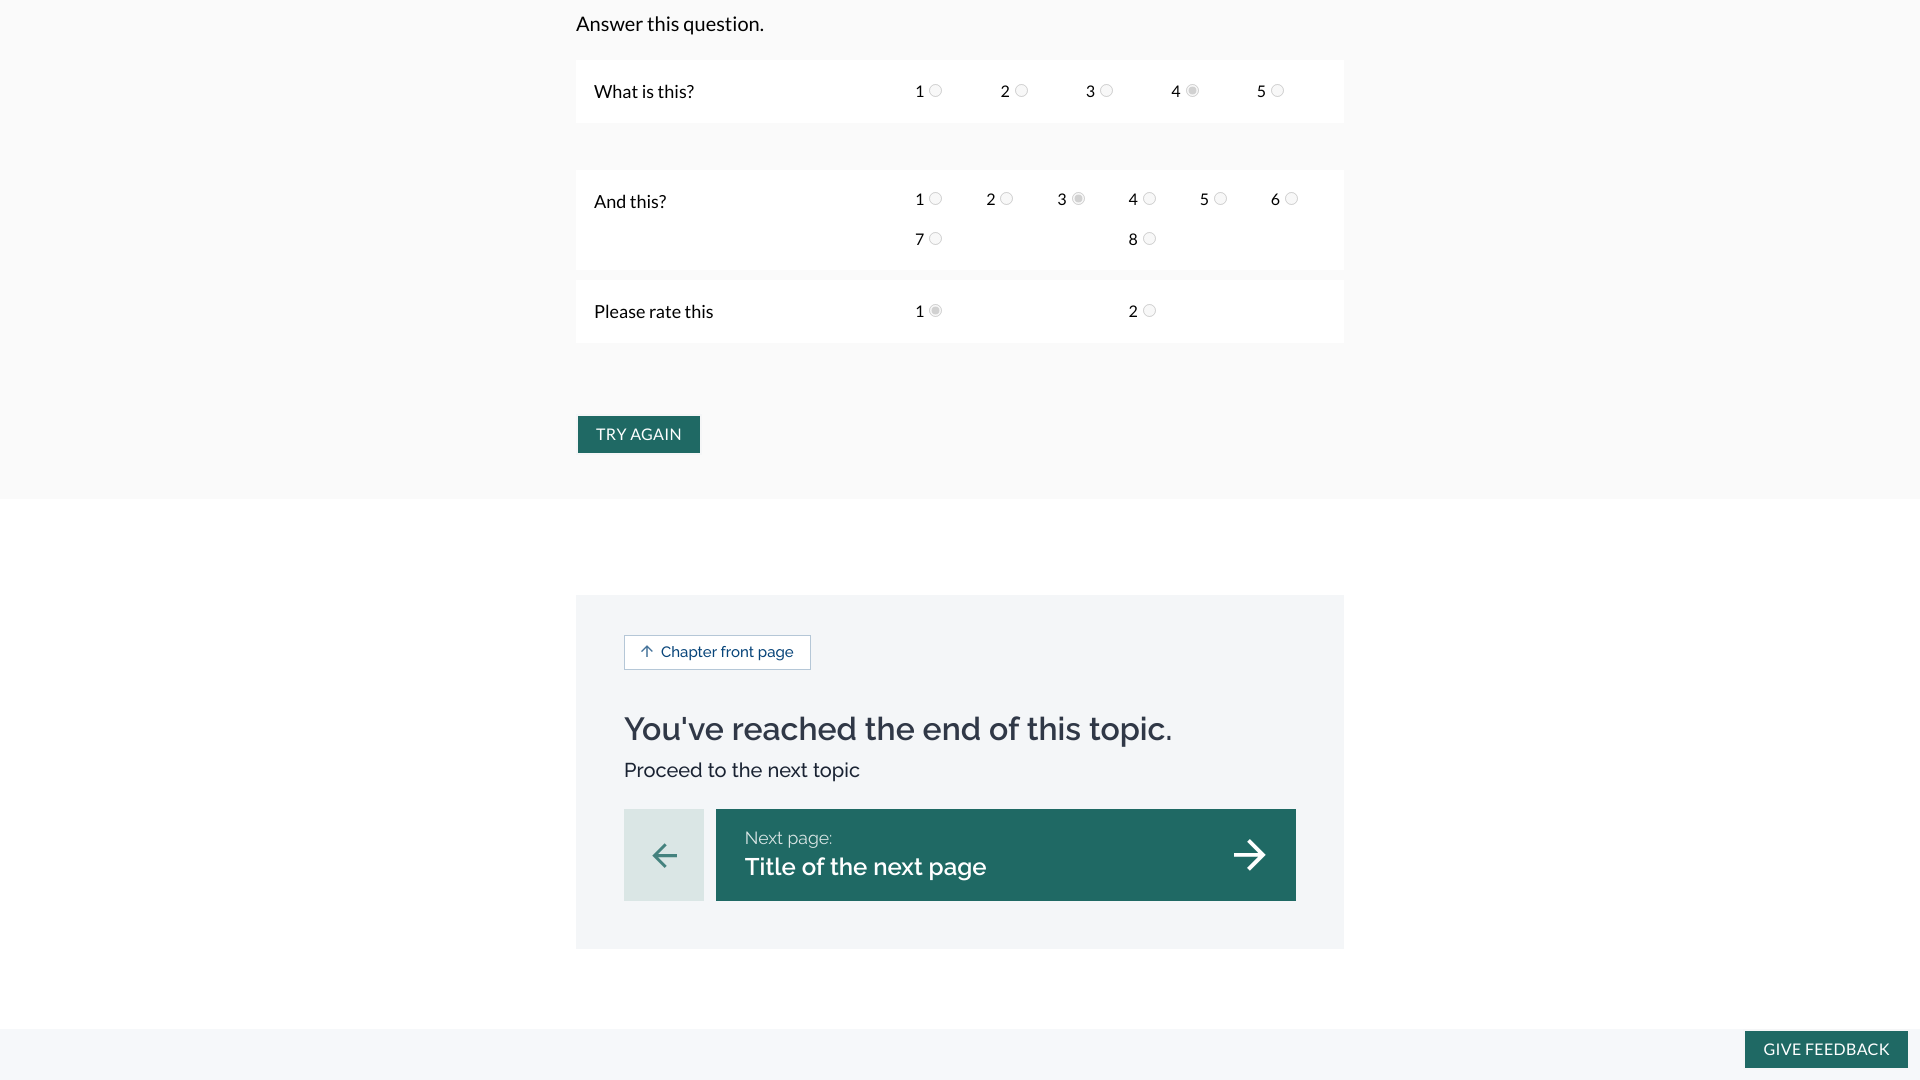 Answer this question.
What is this? 1 2 3 4 5
And this? 1 2 3 4 5 6
7 8
Please rate this 1 2
TRY AGAIN
Chapter front page
You've reached the end of this topic.
Proceed to the next topic
Next page:
Title of the next page
GIVE FEEDBACK